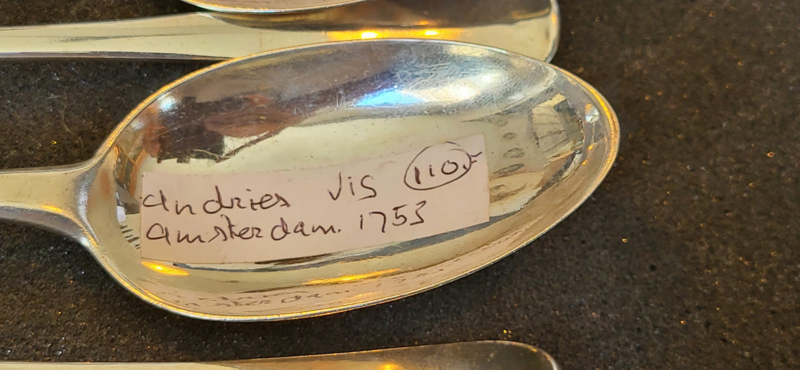 Andries Vis 110,-
Amsterdam. 1753